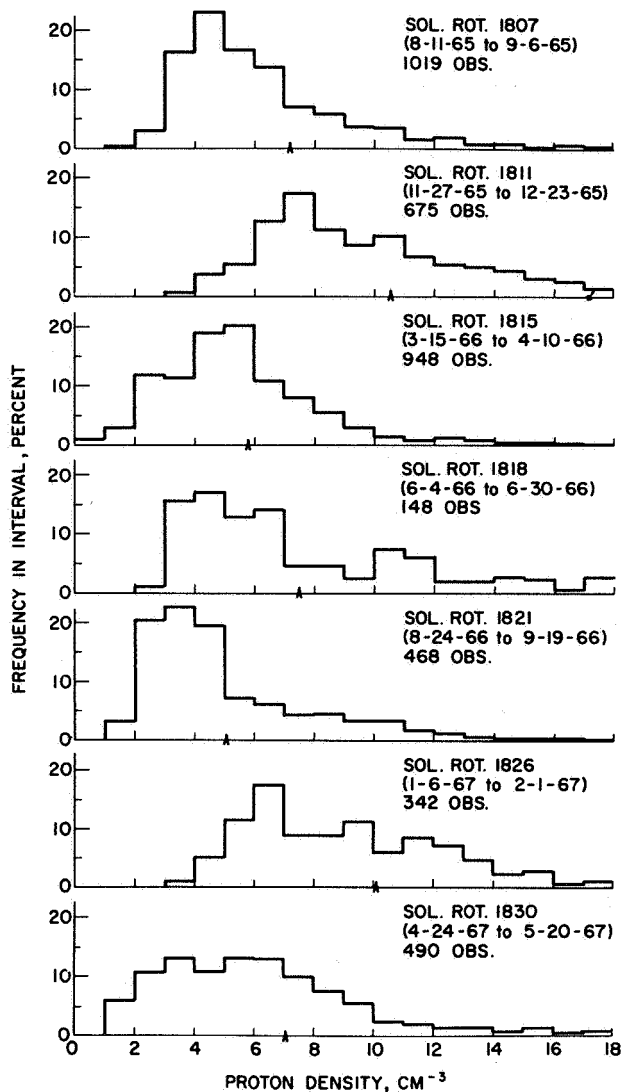 SOL. ROT. 1807
(8-11-65 to 9-6-65)
1019 OBS.
20
10
0
SOL. ROT. 1811
(11-27-65 to 12-23-65)
675 OBS.
20
10
0
SOL. ROT. 1815
(3-15-66 to 4-10-66)
948 OBS.
20
10
0
SOL. ROT. 1818
(6-4-66 to 6-30-66)
148 OBS
20
10
0
SOL. ROT. 1821
(8-24-66 to 9-19-66)
468 OBS.
20
10
0
SOL. ROT. 1826
(1-6-67 to 2-1-67)
342 OBS.
20
10
0
SOL. ROT. 1830
(4-24-67 to 5-20-67)
490 OBS.
20
10
0
0 2 4 6 8 10 12 14 16 18
PROTON DENSITY, CM⁻³
FREQUENCY IN INTERVAL, PERCENT